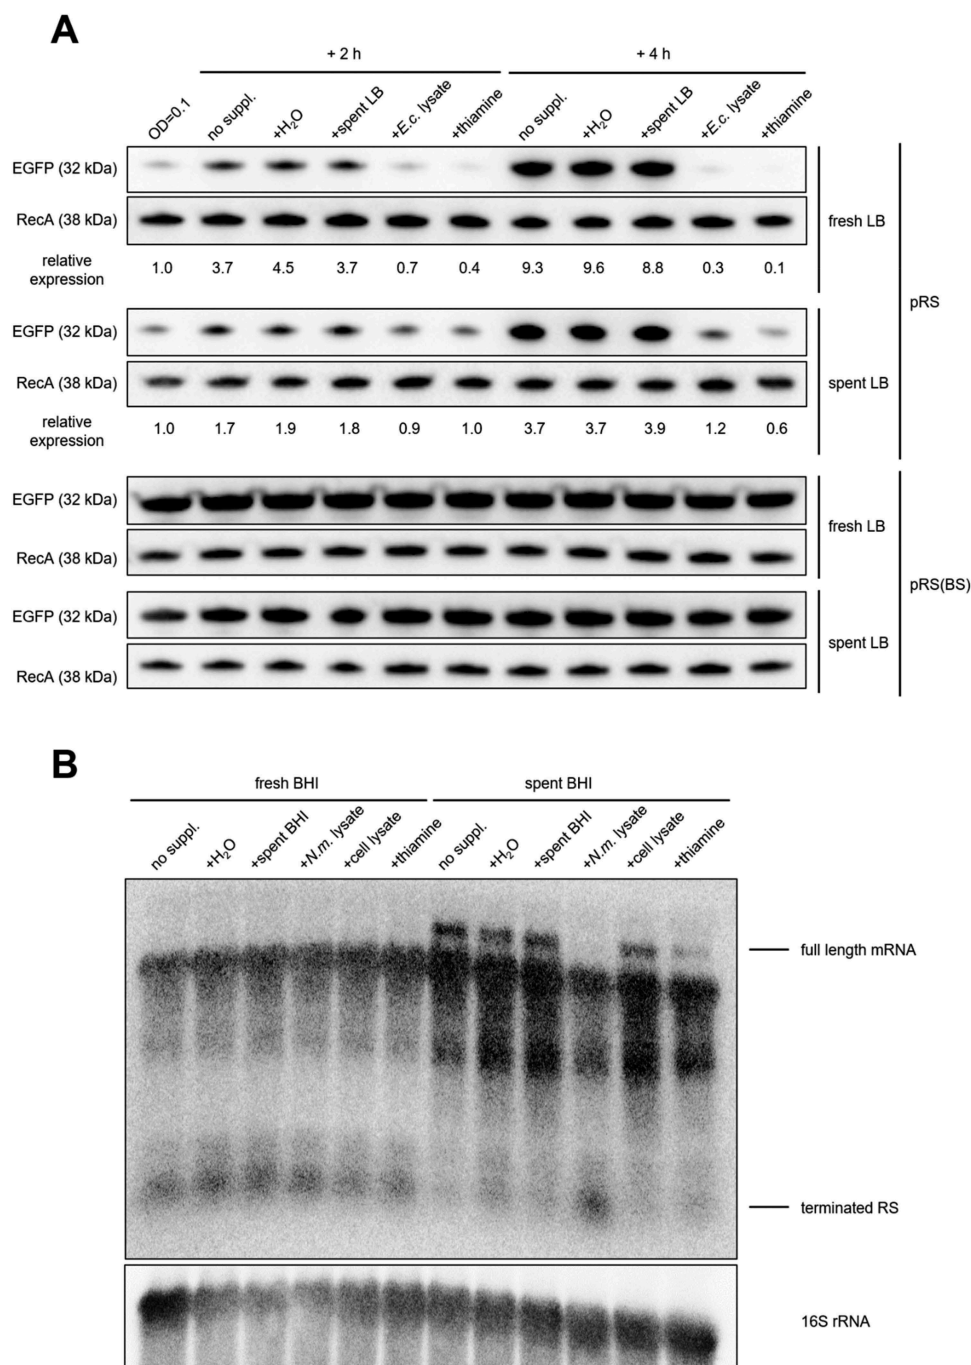 A
+ 2 h
+ 4 h
OD=0.1
no suppl.
+H₂O
+spent LB
+E.c. lysate
+thiamine
no suppl.
+H₂O
+spent LB
+E.c. lysate
+thiamine
EGFP (32 kDa)
RecA (38 kDa)
fresh LB
relative
expression
1.0 3.7 4.5 3.7 0.7 0.4 9.3 9.6 8.8 0.3 0.1
pRS
EGFP (32 kDa)
RecA (38 kDa)
spent LB
relative
expression
1.0 1.7 1.9 1.8 0.9 1.0 3.7 3.7 3.9 1.2 0.6
EGFP (32 kDa)
fresh LB
RecA (38 kDa)
pRS(BS)
EGFP (32 kDa)
spent LB
RecA (38 kDa)
B
fresh BHI
spent BHI
no suppl.
+H₂O
+spent BHI
+N.m. lysate
+cell lysate
+thiamine
no suppl.
+H₂O
+spent BHI
+N.m. lysate
+cell lysate
+thiamine
full length mRNA
terminated RS
16S rRNA